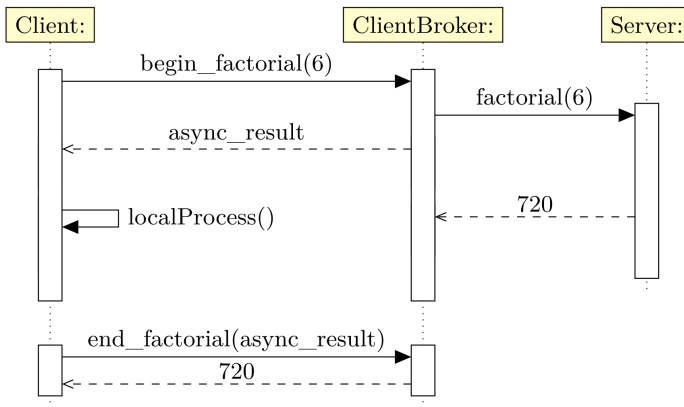 Client:
ClientBroker:
Server:
begin_factorial(6)
factorial(6)
async_result
720
localProcess()
end_factorial(async_result)
720